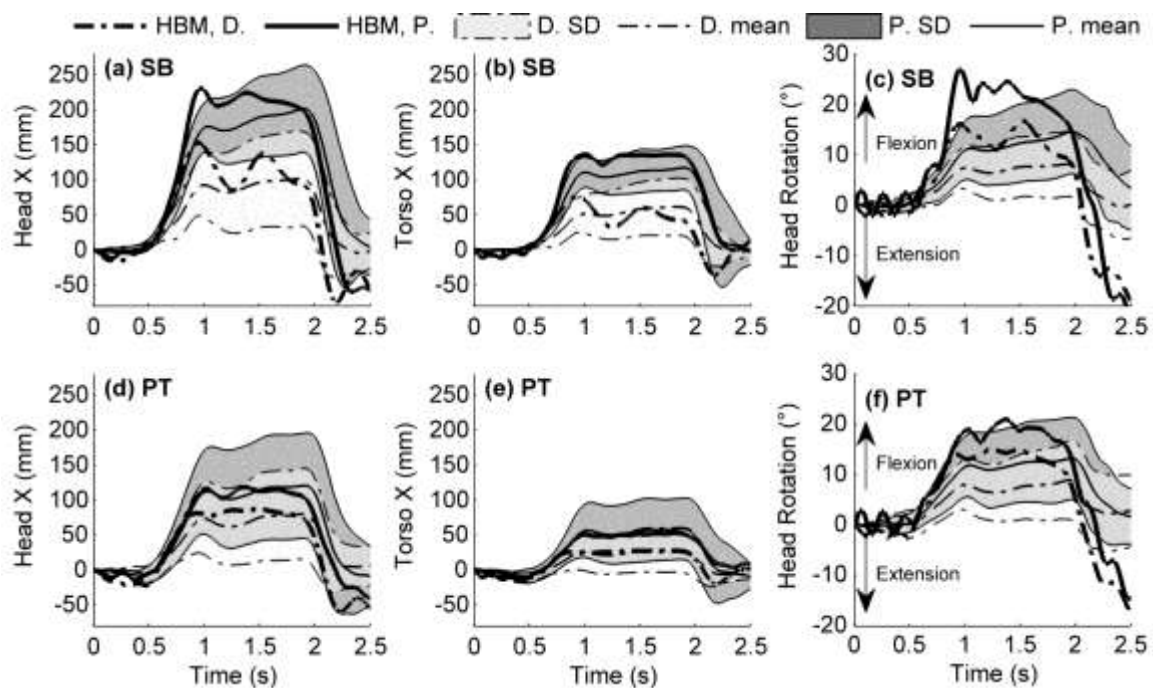 HBM, D. HBM, P. D. SD D. mean P. SD P. mean
(a) SB
Head X (mm)
250
200
150
100
50
0
-50
0 0.5 1 1.5 2 2.5
(b) SB
Torso X (mm)
250
200
150
100
50
0
-50
0 0.5 1 1.5 2 2.5
(c) SB
Head Rotation (°)
30
20
10
0
-10
-20
Flexion
Extension
0 0.5 1 1.5 2 2.5
(d) PT
Head X (mm)
250
200
150
100
50
0
-50
0 0.5 1 1.5 2 2.5
Time (s)
(e) PT
Torso X (mm)
250
200
150
100
50
0
-50
0 0.5 1 1.5 2 2.5
Time (s)
(f) PT
Head Rotation (°)
30
20
10
0
-10
-20
Flexion
Extension
0 0.5 1 1.5 2 2.5
Time (s)